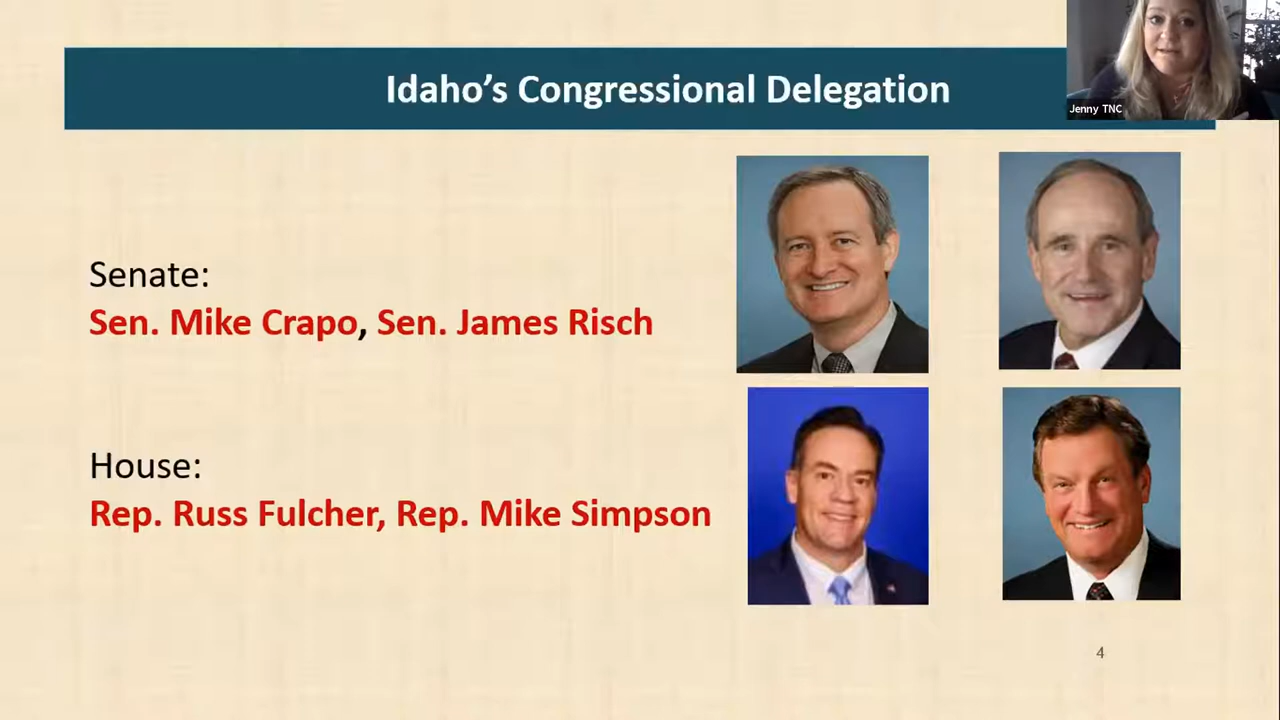 Idaho’s Congressional Delegation
Jenny TNC
Senate:
Sen. Mike Crapo, Sen. James Risch
House:
Rep. Russ Fulcher, Rep. Mike Simpson
4